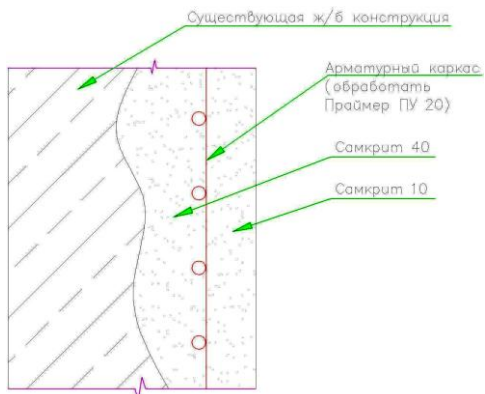 Существующая ж/б конструкция
Арматурный каркас
(обработать
Праймер ПУ 20)
Самкрит 40
Самкрит 10